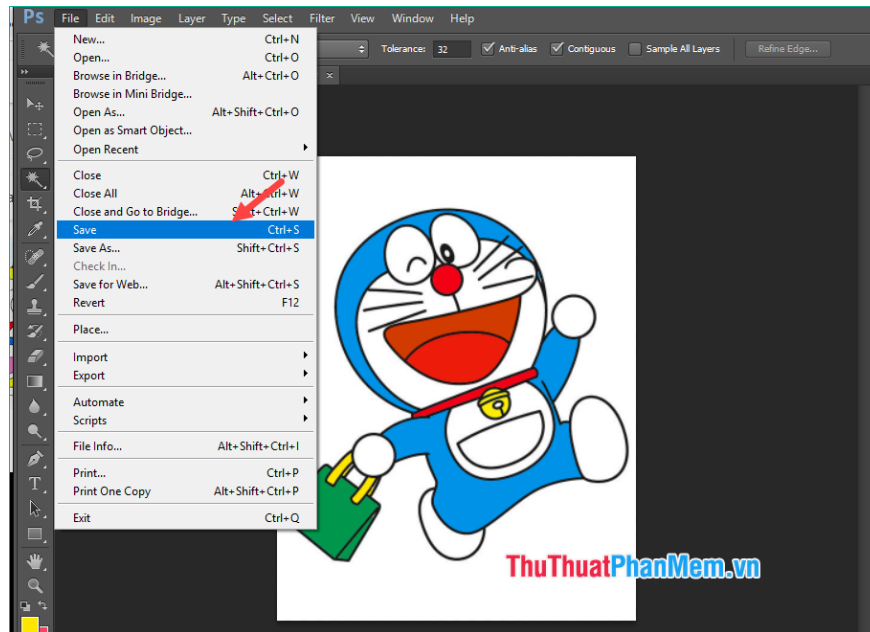 Ps File Edit Image Layer Type Select Filter View Window Help
Tolerance: 32 Anti-alias Contiguous Sample All Layers Refine Edge...
New... Ctrl+N
Open... Ctrl+O
Browse in Bridge... Alt+Ctrl+O
Browse in Mini Bridge...
Open As... Alt+Shift+Ctrl+O
Open as Smart Object...
Open Recent
Close Ctrl+W
Close All Alt+Ctrl+W
Close and Go to Bridge... Shift+Ctrl+W
Save Ctrl+S
Save As... Shift+Ctrl+S
Check In...
Save for Web... Alt+Shift+Ctrl+S
Revert F12
Place...
Import
Export
Automate
Scripts
File Info... Alt+Shift+Ctrl+I
Print... Ctrl+P
Print One Copy Alt+Shift+Ctrl+P
Exit Ctrl+Q
ThuThuatPhanMem.vn